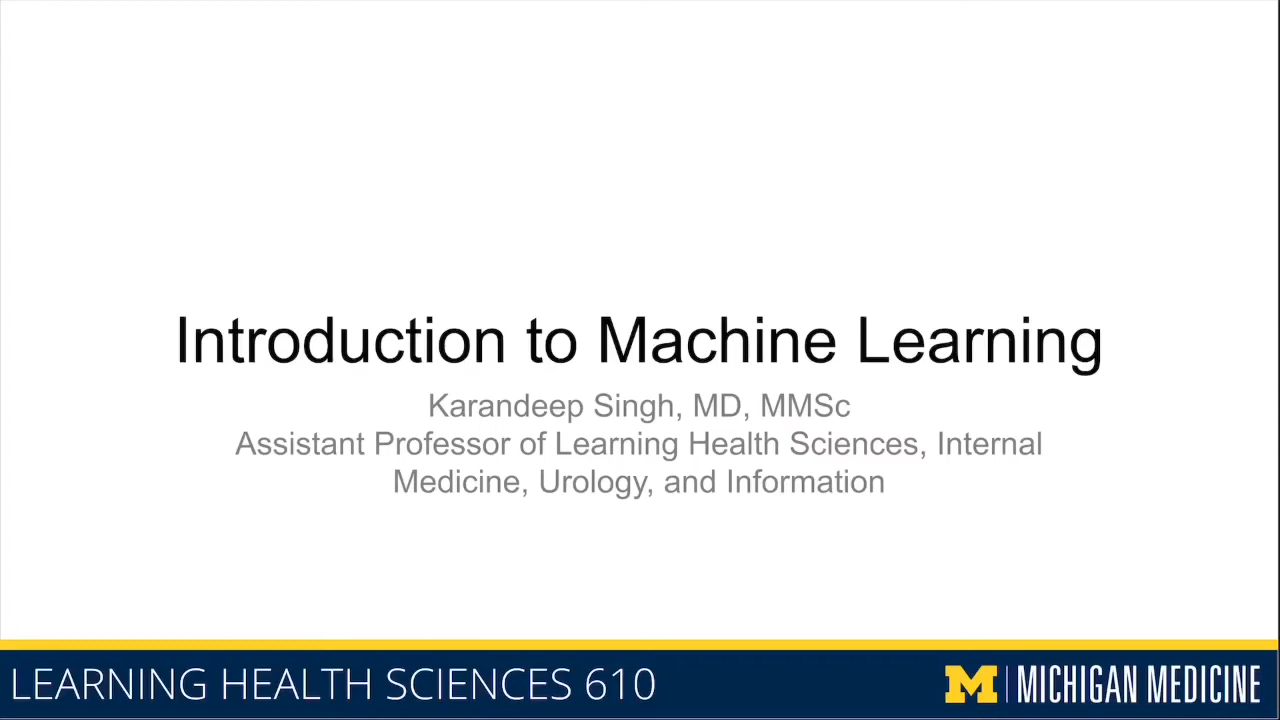 Introduction to Machine Learning
Karandeep Singh, MD, MMSc
Assistant Professor of Learning Health Sciences, Internal
Medicine, Urology, and Information
LEARNING HEALTH SCIENCES 610
M | MICHIGAN MEDICINE